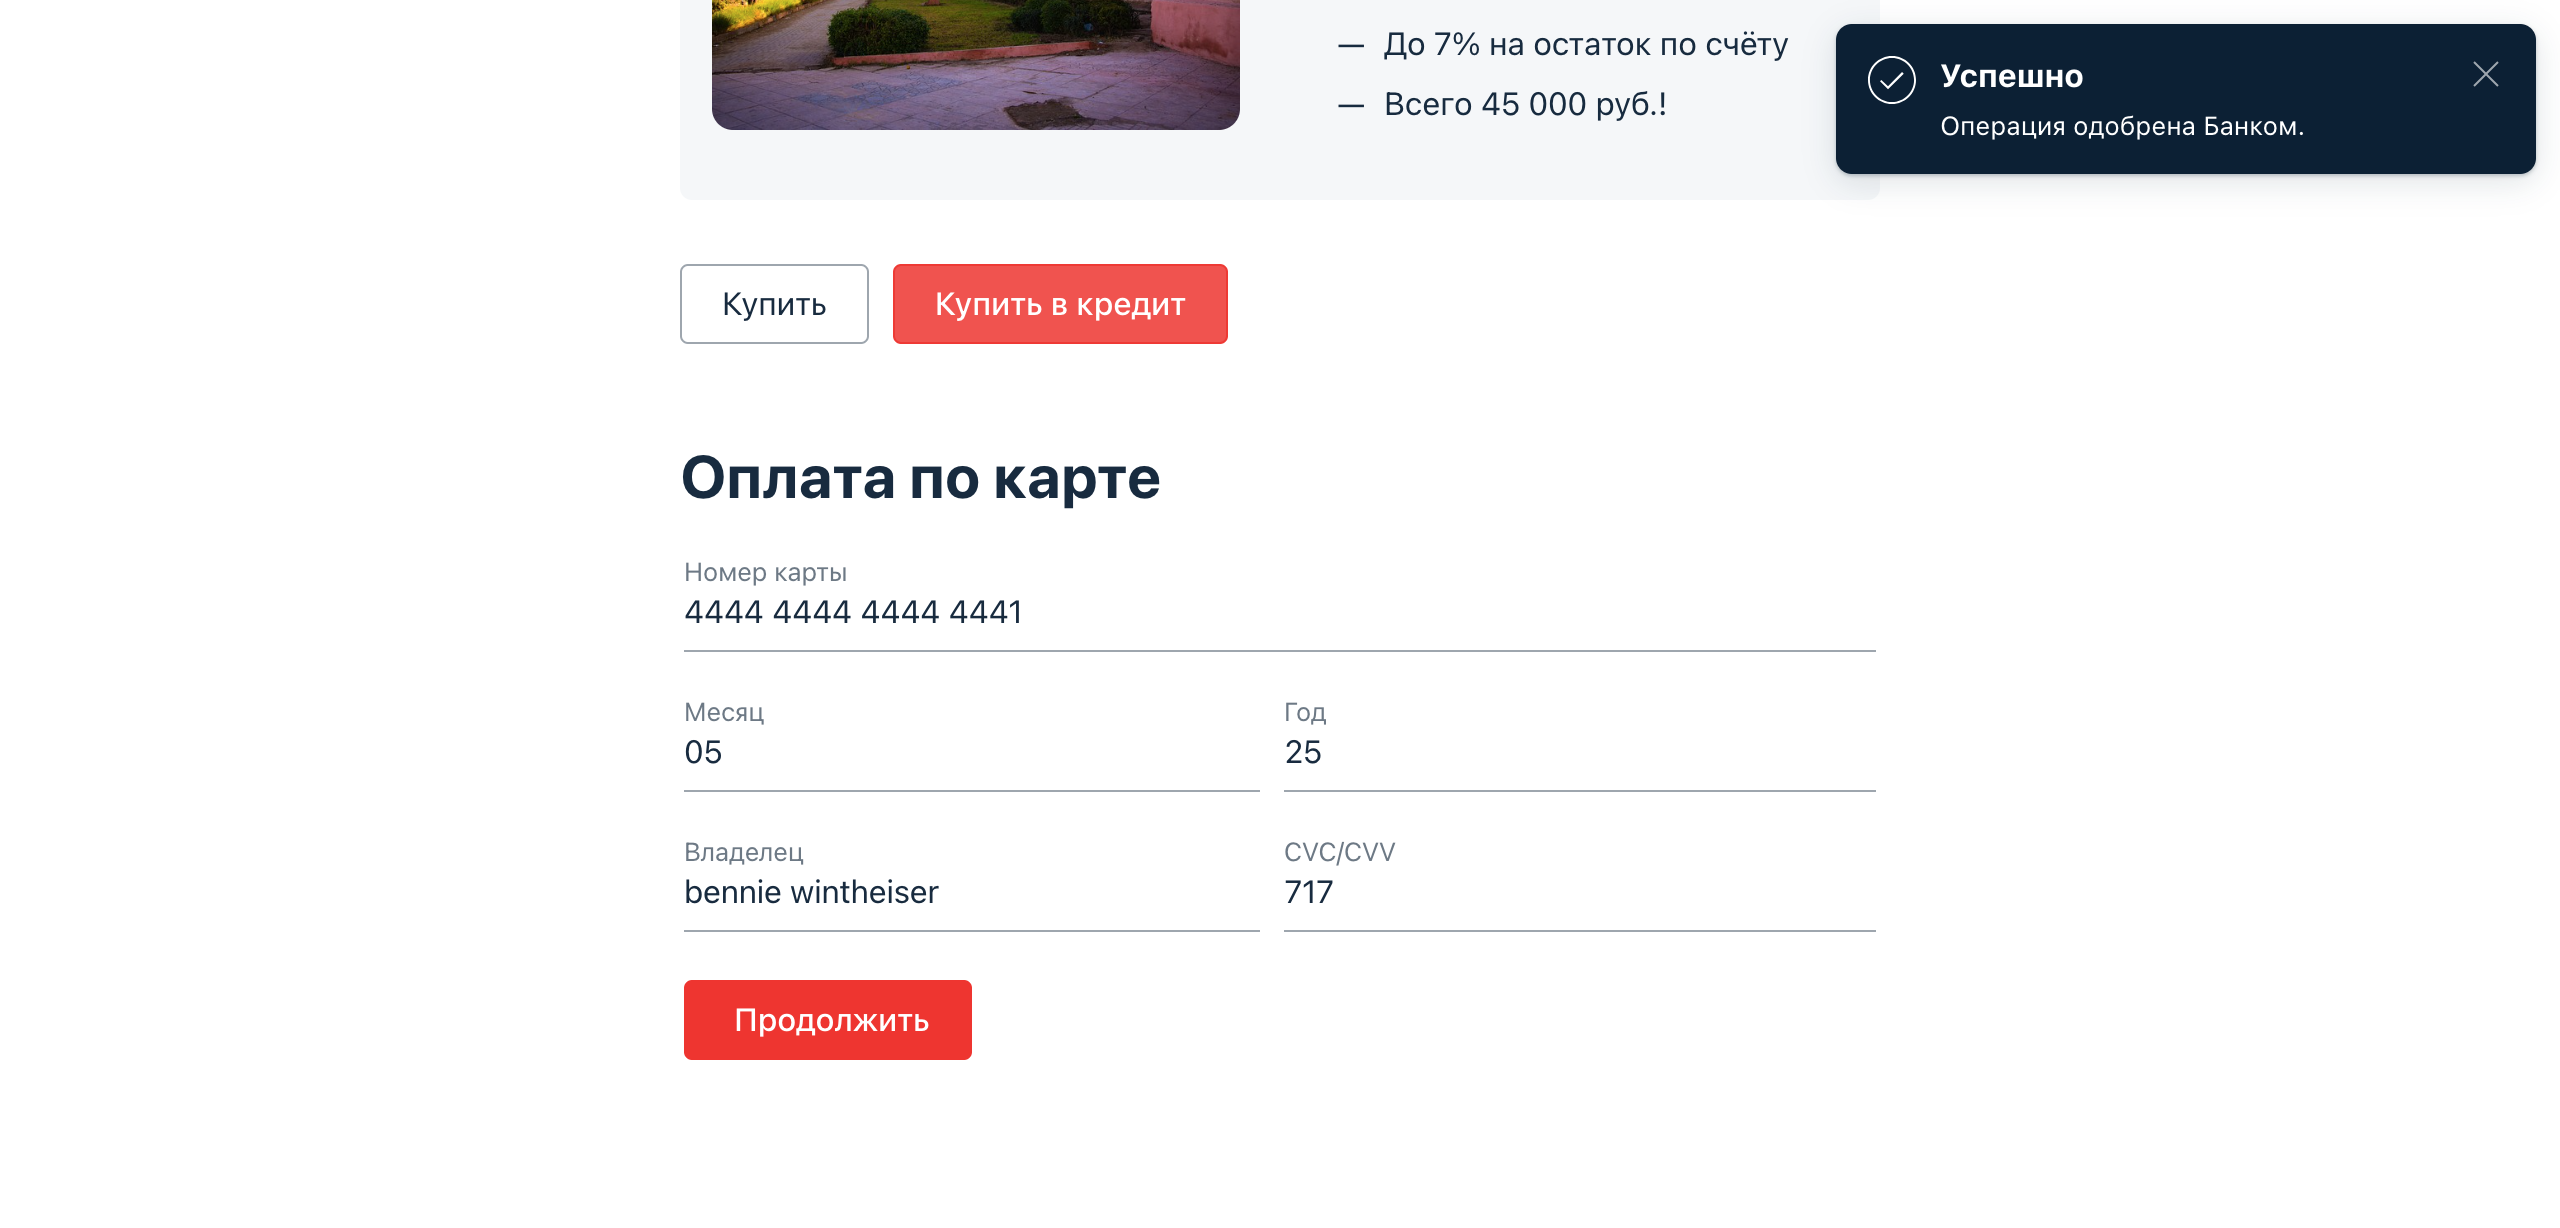 — До 7% на остаток по счёту
— Всего 45 000 руб.!
Успешно
Операция одобрена Банком.
Купить
Купить в кредит
Оплата по карте
Номер карты
4444 4444 4444 4441
Месяц
05
Год
25
Владелец
bennie wintheiser
CVC/CVV
717
Продолжить